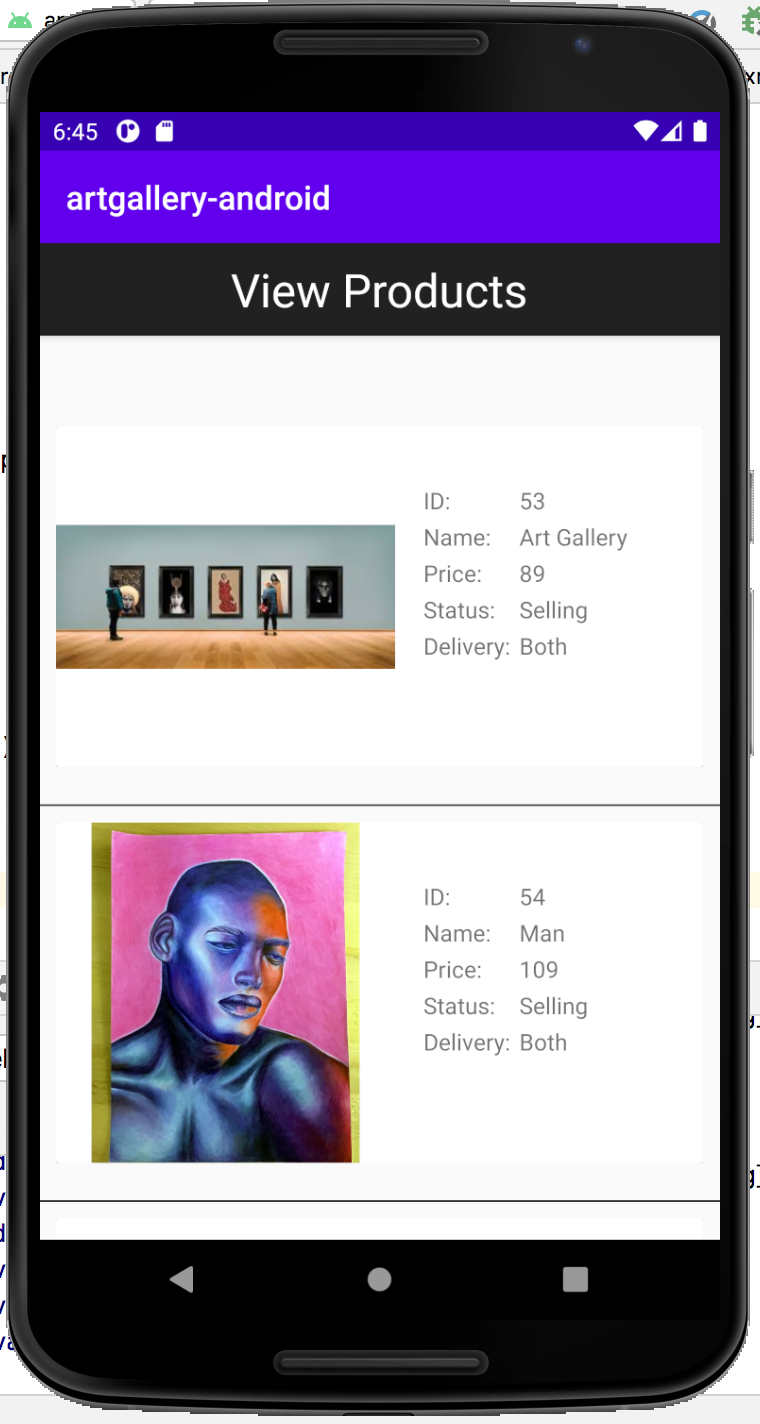 6:45
artgallery-android
View Products
ID: 53
Name: Art Gallery
Price: 89
Status: Selling
Delivery: Both
ID: 54
Name: Man
Price: 109
Status: Selling
Delivery: Both